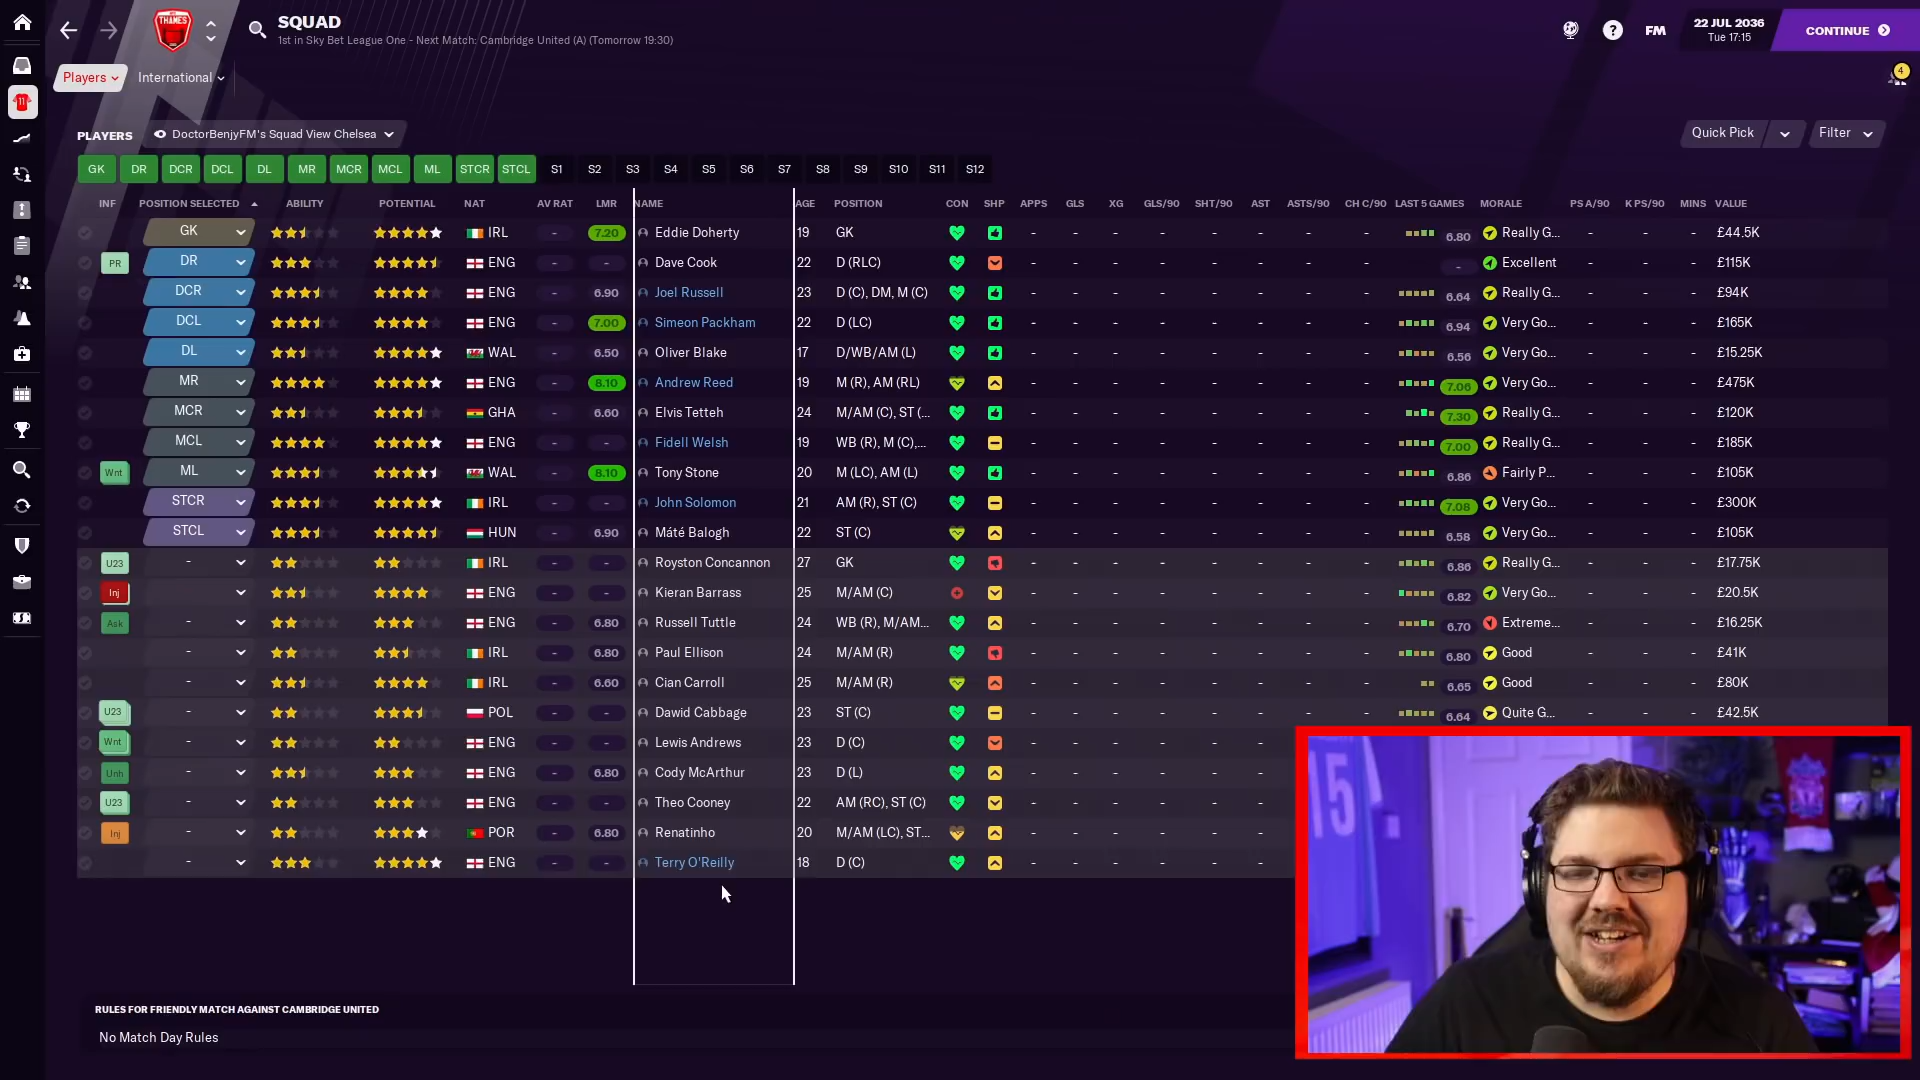 THAMES
SQUAD
1st in Sky Bet League One - Next Match: Cambridge United (A) (Tomorrow 19:30)
FM
22 JUL 2036
Tue 17:15
CONTINUE
11
Players
International
4
PLAYERS
DoctorBenjyFM's Squad View Chelsea
Quick Pick
Filter
GK DR DCR DCL DL MR MCR MCL ML STCR STCL S1 S2 S3 S4 S5 S6 S7 S8 S9 S10 S11 S12
INF POSITION SELECTED ABILITY POTENTIAL NAT AV RAT LMR NAME AGE POSITION CON SHP APPS GLS XG GLS/90 SHT/90 AST ASTS/90 CH C/90 LAST 5 GAMES MORALE PS A/90 K PS/90 MINS VALUE
GK IRL - 7.20 Eddie Doherty 19 GK - - - - - - - - 6.80 Really G... - - - £44.5K
PR DR ENG - - Dave Cook 22 D (RLC) - - - - - - - - - Excellent - - - £115K
DCR ENG - 6.90 Joel Russell 23 D (C), DM, M (C) - - - - - - - - 6.64 Really G... - - - £94K
DCL ENG - 7.00 Simeon Packham 22 D (LC) - - - - - - - - 6.94 Very Go... - - - £165K
DL WAL - 6.50 Oliver Blake 17 D/WB/AM (L) - - - - - - - - 6.56 Very Go... - - - £15.25K
MR ENG - 8.10 Andrew Reed 19 M (R), AM (RL) - - - - - - - - 7.06 Very Go... - - - £475K
MCR GHA - 6.60 Elvis Tetteh 24 M/AM (C), ST (... - - - - - - - - 7.30 Really G... - - - £120K
MCL ENG - - Fidell Welsh 19 WB (R), M (C),... - - - - - - - - 7.00 Really G... - - - £185K
Wnt ML WAL - 8.10 Tony Stone 20 M (LC), AM (L) - - - - - - - - 6.86 Fairly P... - - - £105K
STCR IRL - - John Solomon 21 AM (R), ST (C) - - - - - - - - 7.08 Very Go... - - - £300K
STCL HUN - 6.90 Máté Balogh 22 ST (C) - - - - - - - - 6.58 Very Go... - - - £105K
U23 - IRL - - Royston Concannon 27 GK - - - - - - - - 6.86 Really G... - - - £17.75K
Inj ENG - - Kieran Barrass 25 M/AM (C) - - - - - - - - 6.82 Very Go... - - - £20.5K
Ask - ENG - 6.80 Russell Tuttle 24 WB (R), M/AM... - - - - - - - - 6.70 Extreme... - - - £16.25K
- IRL - 6.80 Paul Ellison 24 M/AM (R) - - - - - - - - 6.80 Good - - - £41K
- IRL - 6.60 Cian Carroll 25 M/AM (R) - - - - - - - - 6.65 Good - - - £80K
U23 - POL - - Dawid Cabbage 23 ST (C) - - - - - - - - 6.64 Quite G... - - - £42.5K
Wnt - ENG - - Lewis Andrews 23 D (C) - - - - - - -
Unh - ENG - 6.80 Cody McArthur 23 D (L) - - - - - - -
U23 - ENG - - Theo Cooney 22 AM (RC), ST (C) - - - - - - -
Inj - POR - 6.80 Renatinho 20 M/AM (LC), ST... - - - - - - -
- ENG - - Terry O'Reilly 18 D (C) - - - - - - -
15
RULES FOR FRIENDLY MATCH AGAINST CAMBRIDGE UNITED
No Match Day Rules